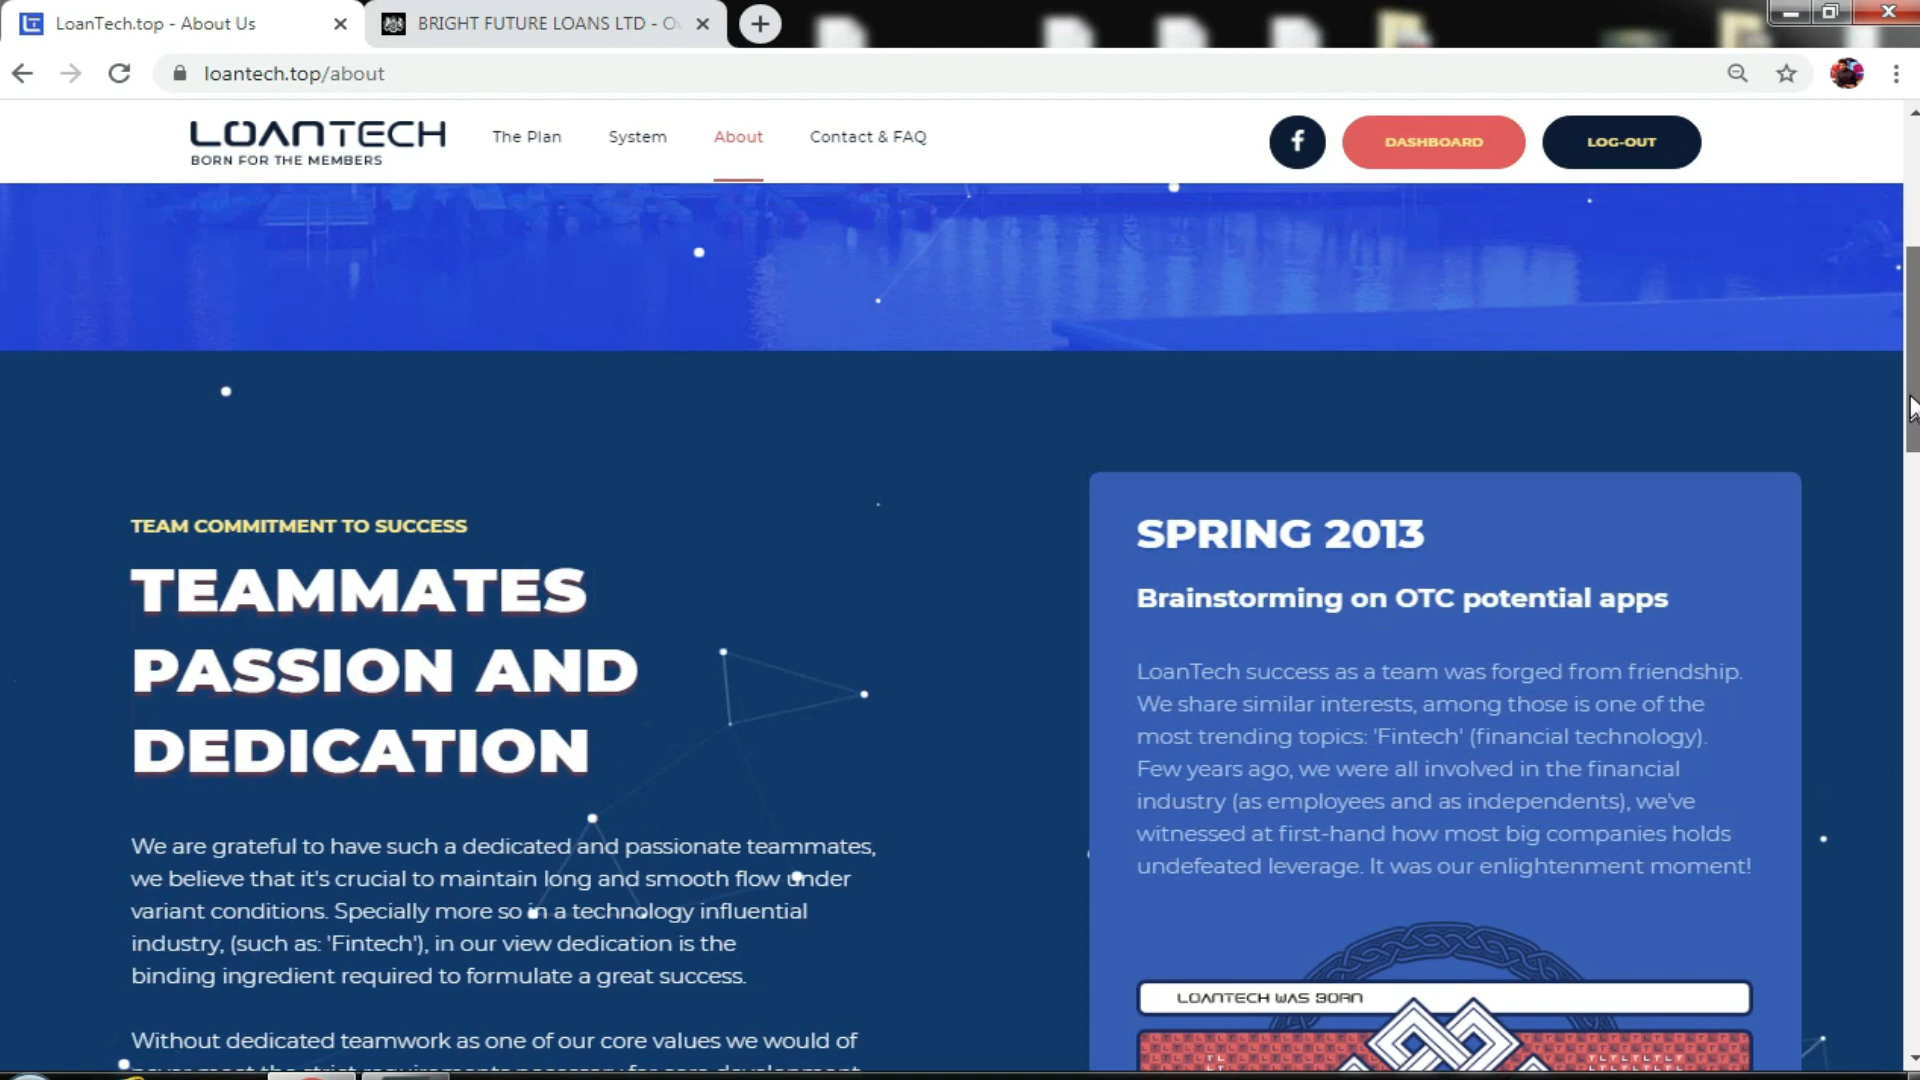 LoanTech.top - About Us
BRIGHT FUTURE LOANS LTD - O
loantech.top/about
LOANTECH
BORN FOR THE MEMBERS
The Plan
System
About
Contact & FAQ
DASHBOARD
LOG-OUT
TEAM COMMITMENT TO SUCCESS
TEAMMATES
PASSION AND
DEDICATION
We are grateful to have such a dedicated and passionate teammates,
we believe that it's crucial to maintain long and smooth flow under
variant conditions. Specially more so in a technology influential
industry, (such as: 'Fintech'), in our view dedication is the
binding ingredient required to formulate a great success.
Without dedicated teamwork as one of our core values we would of
SPRING 2013
Brainstorming on OTC potential apps
LoanTech success as a team was forged from friendship.
We share similar interests, among those is one of the
most trending topics: 'Fintech' (financial technology).
Few years ago, we were all involved in the financial
industry (as employees and as independents), we've
witnessed at first-hand how most big companies holds
undefeated leverage. It was our enlightenment moment!
LOANTECH WAS BORN